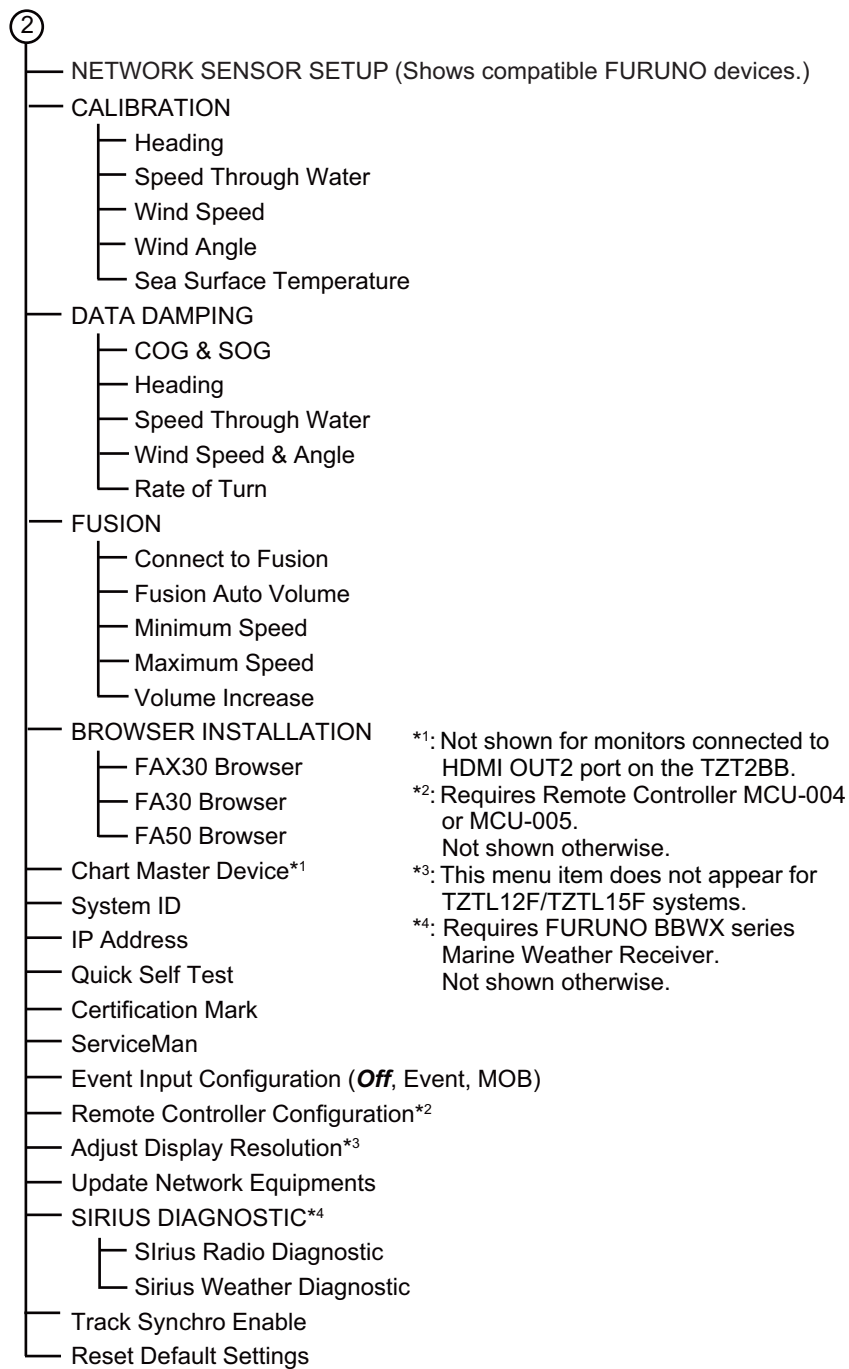 2
NETWORK SENSOR SETUP (Shows compatible FURUNO devices.)
CALIBRATION
Heading
Speed Through Water
Wind Speed
Wind Angle
Sea Surface Temperature
DATA DAMPING
COG & SOG
Heading
Speed Through Water
Wind Speed & Angle
Rate of Turn
FUSION
Connect to Fusion
Fusion Auto Volume
Minimum Speed
Maximum Speed
Volume Increase
BROWSER INSTALLATION
FAX30 Browser
FA30 Browser
FA50 Browser
Chart Master Device*1
System ID
IP Address
Quick Self Test
Certification Mark
ServiceMan
Event Input Configuration (Off, Event, MOB)
Remote Controller Configuration*2
Adjust Display Resolution*3
Update Network Equipments
SIRIUS DIAGNOSTIC*4
SIrius Radio Diagnostic
Sirius Weather Diagnostic
Track Synchro Enable
Reset Default Settings
*1: Not shown for monitors connected to
HDMI OUT2 port on the TZT2BB.
*2: Requires Remote Controller MCU-004
or MCU-005.
Not shown otherwise.
*3: This menu item does not appear for
TZTL12F/TZTL15F systems.
*4: Requires FURUNO BBWX series
Marine Weather Receiver.
Not shown otherwise.